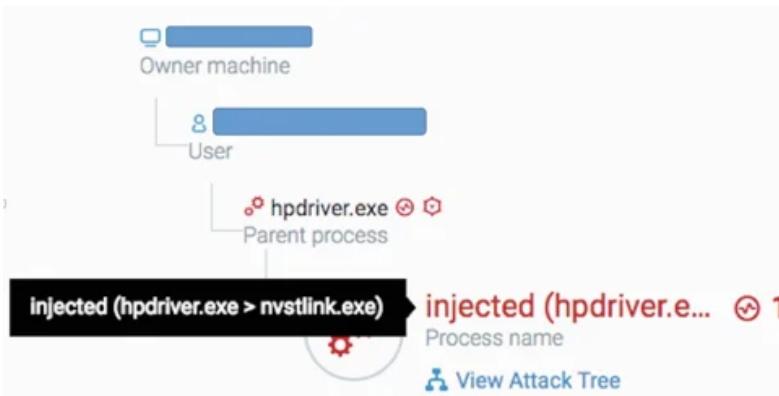 Owner machine
User
hpdriver.exe
Parent process
injected (hpdriver.exe > nvstlink.exe)
injected (hpdriver.e... 1
Process name
View Attack Tree